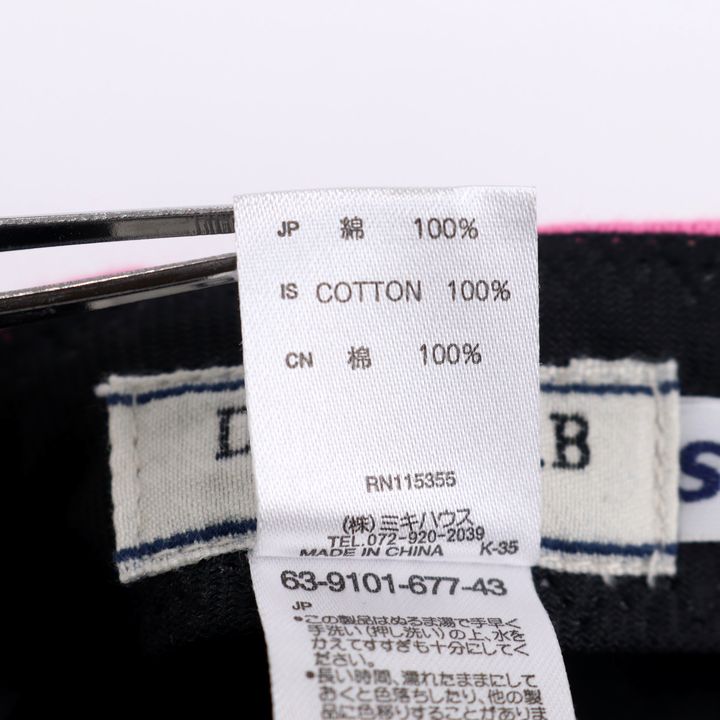 JP 綿 100%
IS COTTON 100%
CN 棉 100%
RN115355
(株)ミキハウス
TEL.072-920-2039
MADE IN CHINA K-35
63-9101-677-43
JP
•この製品はぬるま湯で手早く
手洗い(押し洗い)の上、水を
かえてすすぎも十分にして
ください。
•長い時間、濡れたままにして
おくと色落ちしたり、他の製
品に色移りすることがありま
D
B
S